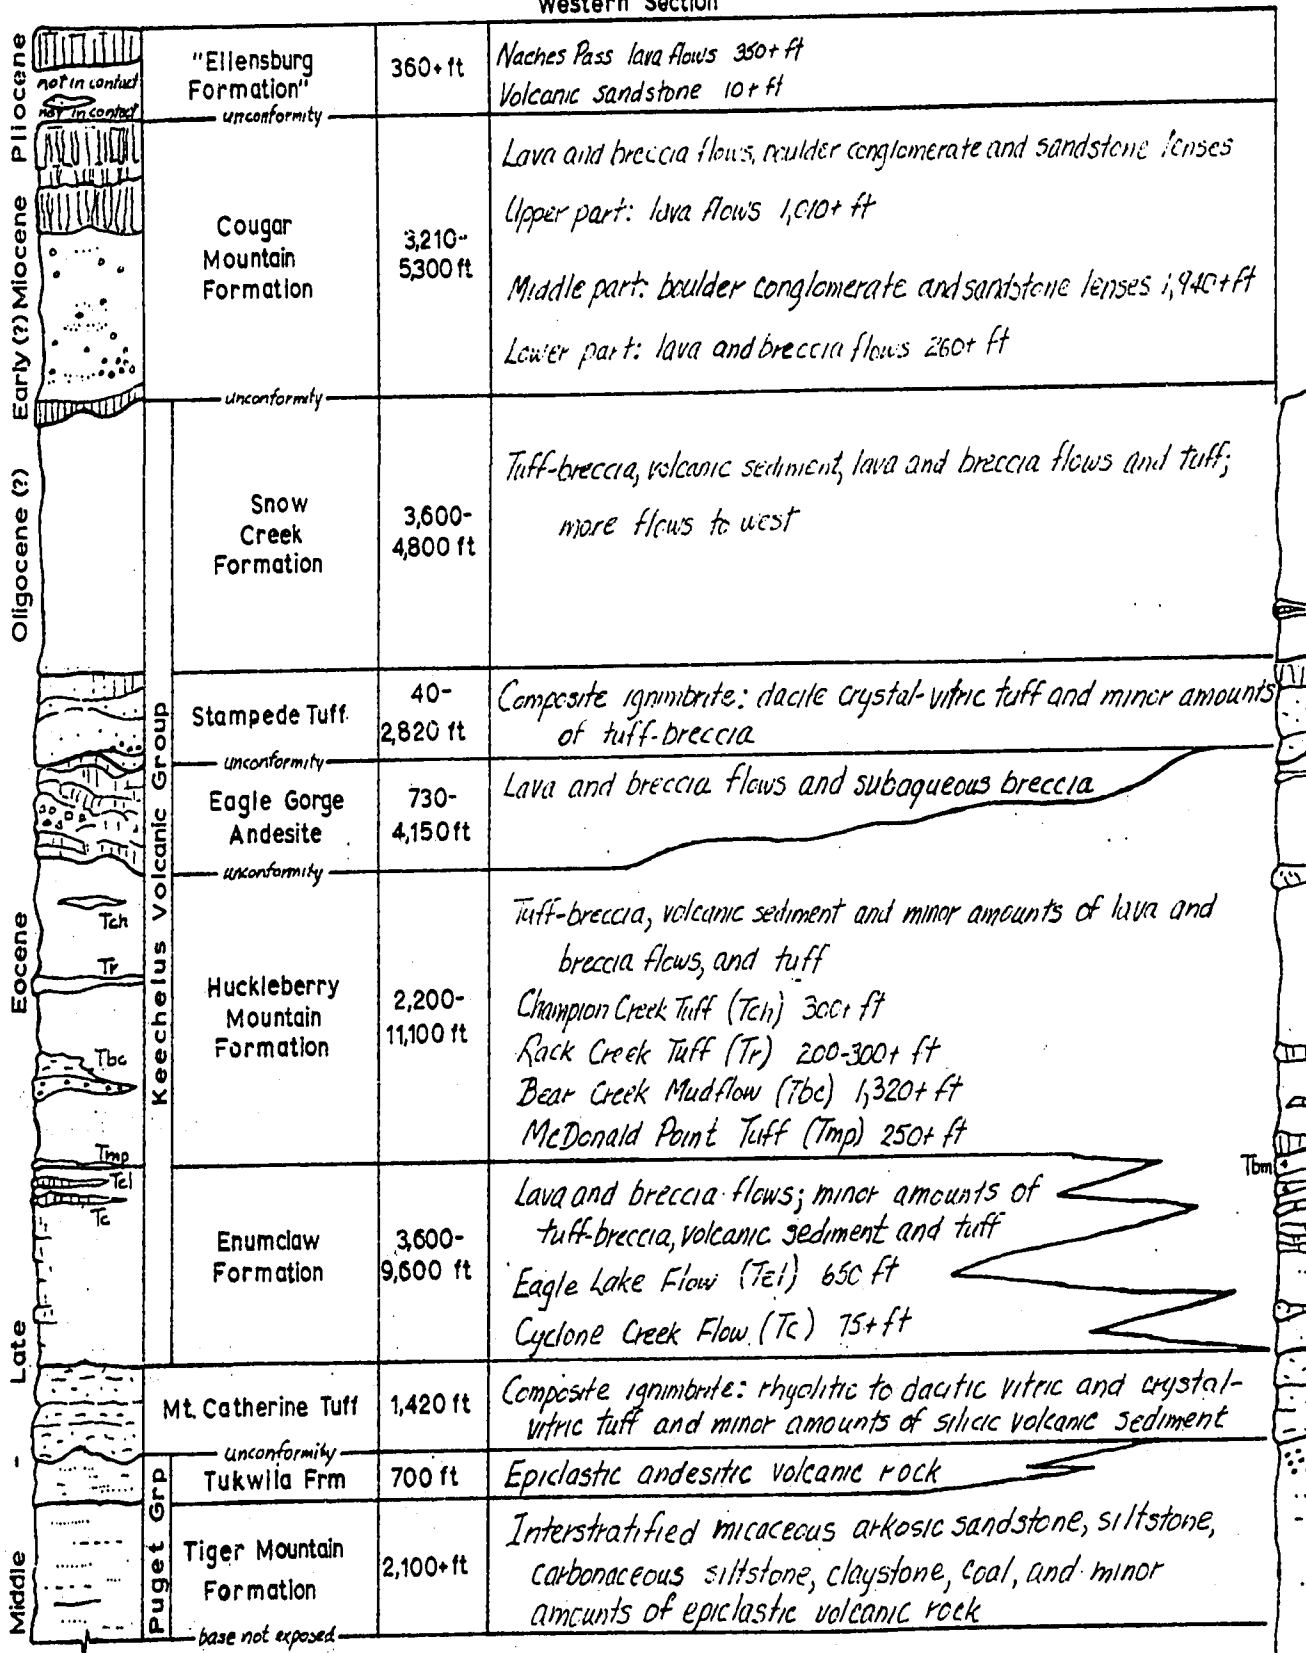 Western Section
Pliocene
Early (?) Miocene
Oligocene (?)
Eocene
Late
-
Middle
not in contact
not in contact
"Ellensburg
Formation"
360+ ft
Naches Pass lava flows 350+ ft
Volcanic sandstone 10+ ft
unconformity
Cougar
Mountain
Formation
3,210-
5,300 ft
Lava and breccia flows, boulder conglomerate and sandstone lenses
Upper part: lava flows 1,010+ ft
Middle part: boulder conglomerate and sandstone lenses 1,940+ ft
Lower part: lava and breccia flows 260+ ft
unconformity
Keechelus Volcanic Group
Snow
Creek
Formation
3,600-
4,800 ft
Tuff-breccia, volcanic sediment, lava and breccia flows and tuff;
more flows to west
Stampede Tuff
40-
2,820 ft
Composite ignimbrite: dacite crystal-vitric tuff and minor amounts
of tuff-breccia
unconformity
Eagle Gorge
Andesite
730-
4,150 ft
Lava and breccia flows and subaqueous breccia
unconformity
Tch
Tr
Tbc
Tmp
Huckleberry
Mountain
Formation
2,200-
11,100 ft
Tuff-breccia, volcanic sediment and minor amounts of lava and
breccia flows, and tuff
Champion Creek Tuff (Tch) 300+ ft
Rack Creek Tuff (Tr) 200-300+ ft
Bear Creek Mudflow (Tbc) 1,320+ ft
McDonald Point Tuff (Tmp) 250+ ft
Tbm
Tel
Tc
Enumclaw
Formation
3,600-
9,600 ft
Lava and breccia flows; minor amounts of
tuff-breccia, volcanic sediment and tuff
Eagle Lake Flow (Tel) 650 ft
Cyclone Creek Flow (Tc) 75+ ft
Mt. Catherine Tuff
1,420 ft
Composite ignimbrite: rhyolitic to dacitic vitric and crystal-
vitric tuff and minor amounts of silicic volcanic sediment
unconformity
Puget Grp
Tukwila Frm
700 ft
Epiclastic andesitic volcanic rock
Tiger Mountain
Formation
2,100+ ft
Interstratified micaceous arkosic sandstone, siltstone,
carbonaceous siltstone, claystone, coal, and minor
amounts of epiclastic volcanic rock
base not exposed